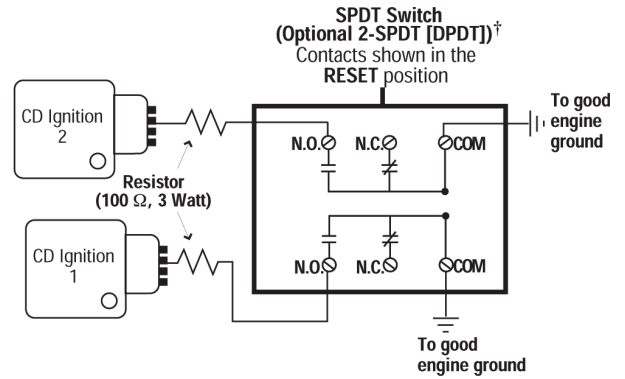 SPDT Switch
(Optional 2-SPDT [DPDT])†
Contacts shown in the
RESET position
CD Ignition
2
To good
engine
ground
N.O.
N.C.
COM
Resistor
(100 Ω, 3 Watt)
CD Ignition
1
N.O.
N.C.
COM
To good
engine ground